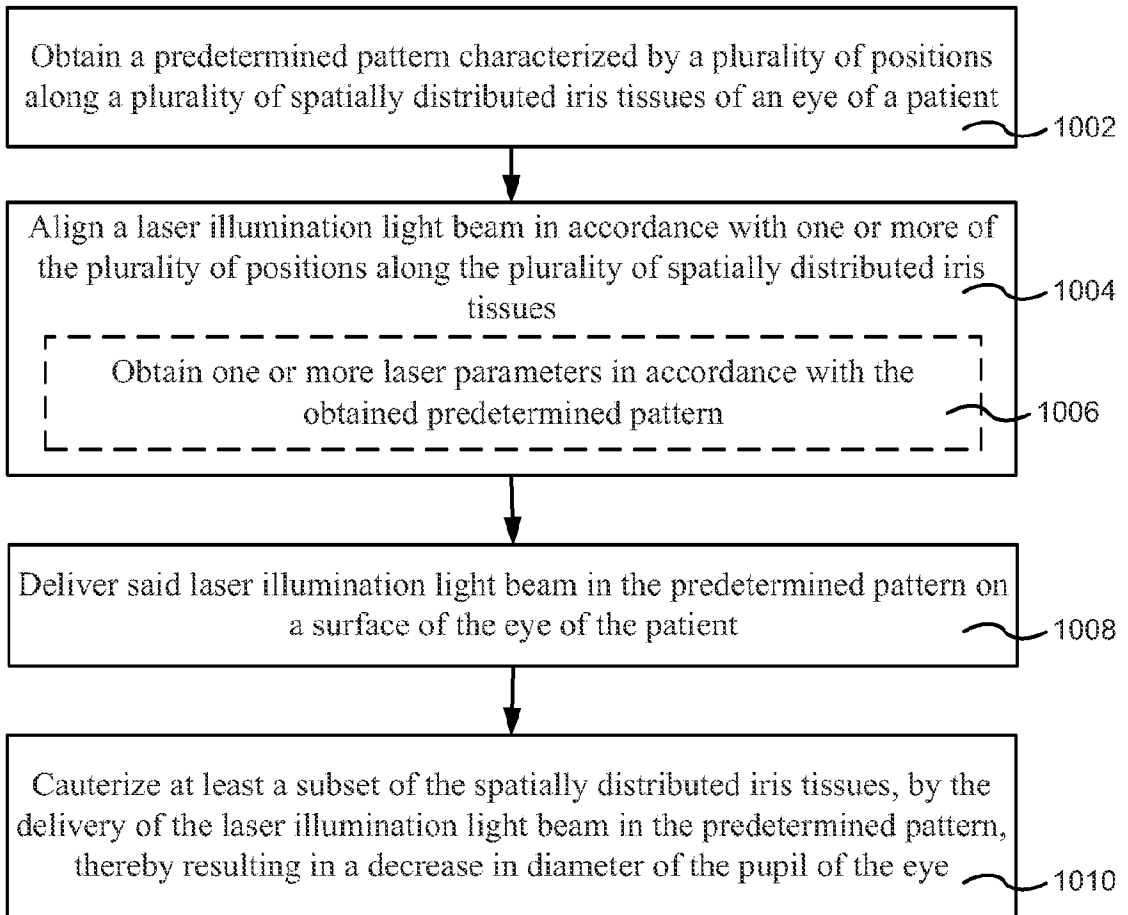 Obtain a predetermined pattern characterized by a plurality of positions
along a plurality of spatially distributed iris tissues of an eye of a patient
1002
Align a laser illumination light beam in accordance with one or more of
the plurality of positions along the plurality of spatially distributed iris
tissues
1004
Obtain one or more laser parameters in accordance with the
obtained predetermined pattern
1006
Deliver said laser illumination light beam in the predetermined pattern on
a surface of the eye of the patient
1008
Cauterize at least a subset of the spatially distributed iris tissues, by the
delivery of the laser illumination light beam in the predetermined pattern,
thereby resulting in a decrease in diameter of the pupil of the eye
1010